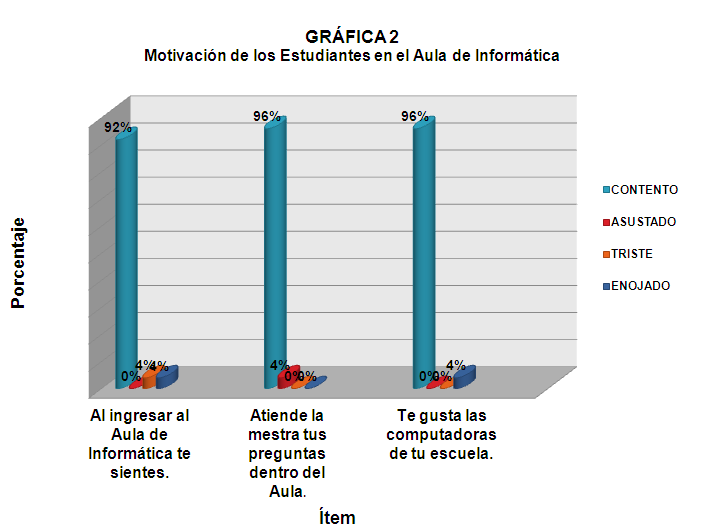 GRÁFICA 2
Motivación de los Estudiantes en el Aula de Informática
92%
96%
96%
0%
4%
4%
4%
0%
0%
0%
0%
4%
CONTENTO
ASUSTADO
TRISTE
ENOJADO
Porcentaje
Al ingresar al
Aula de
Informática te
sientes.
Atiende la
mestra tus
preguntas
dentro del
Aula.
Te gusta las
computadoras
de tu escuela.
Ítem